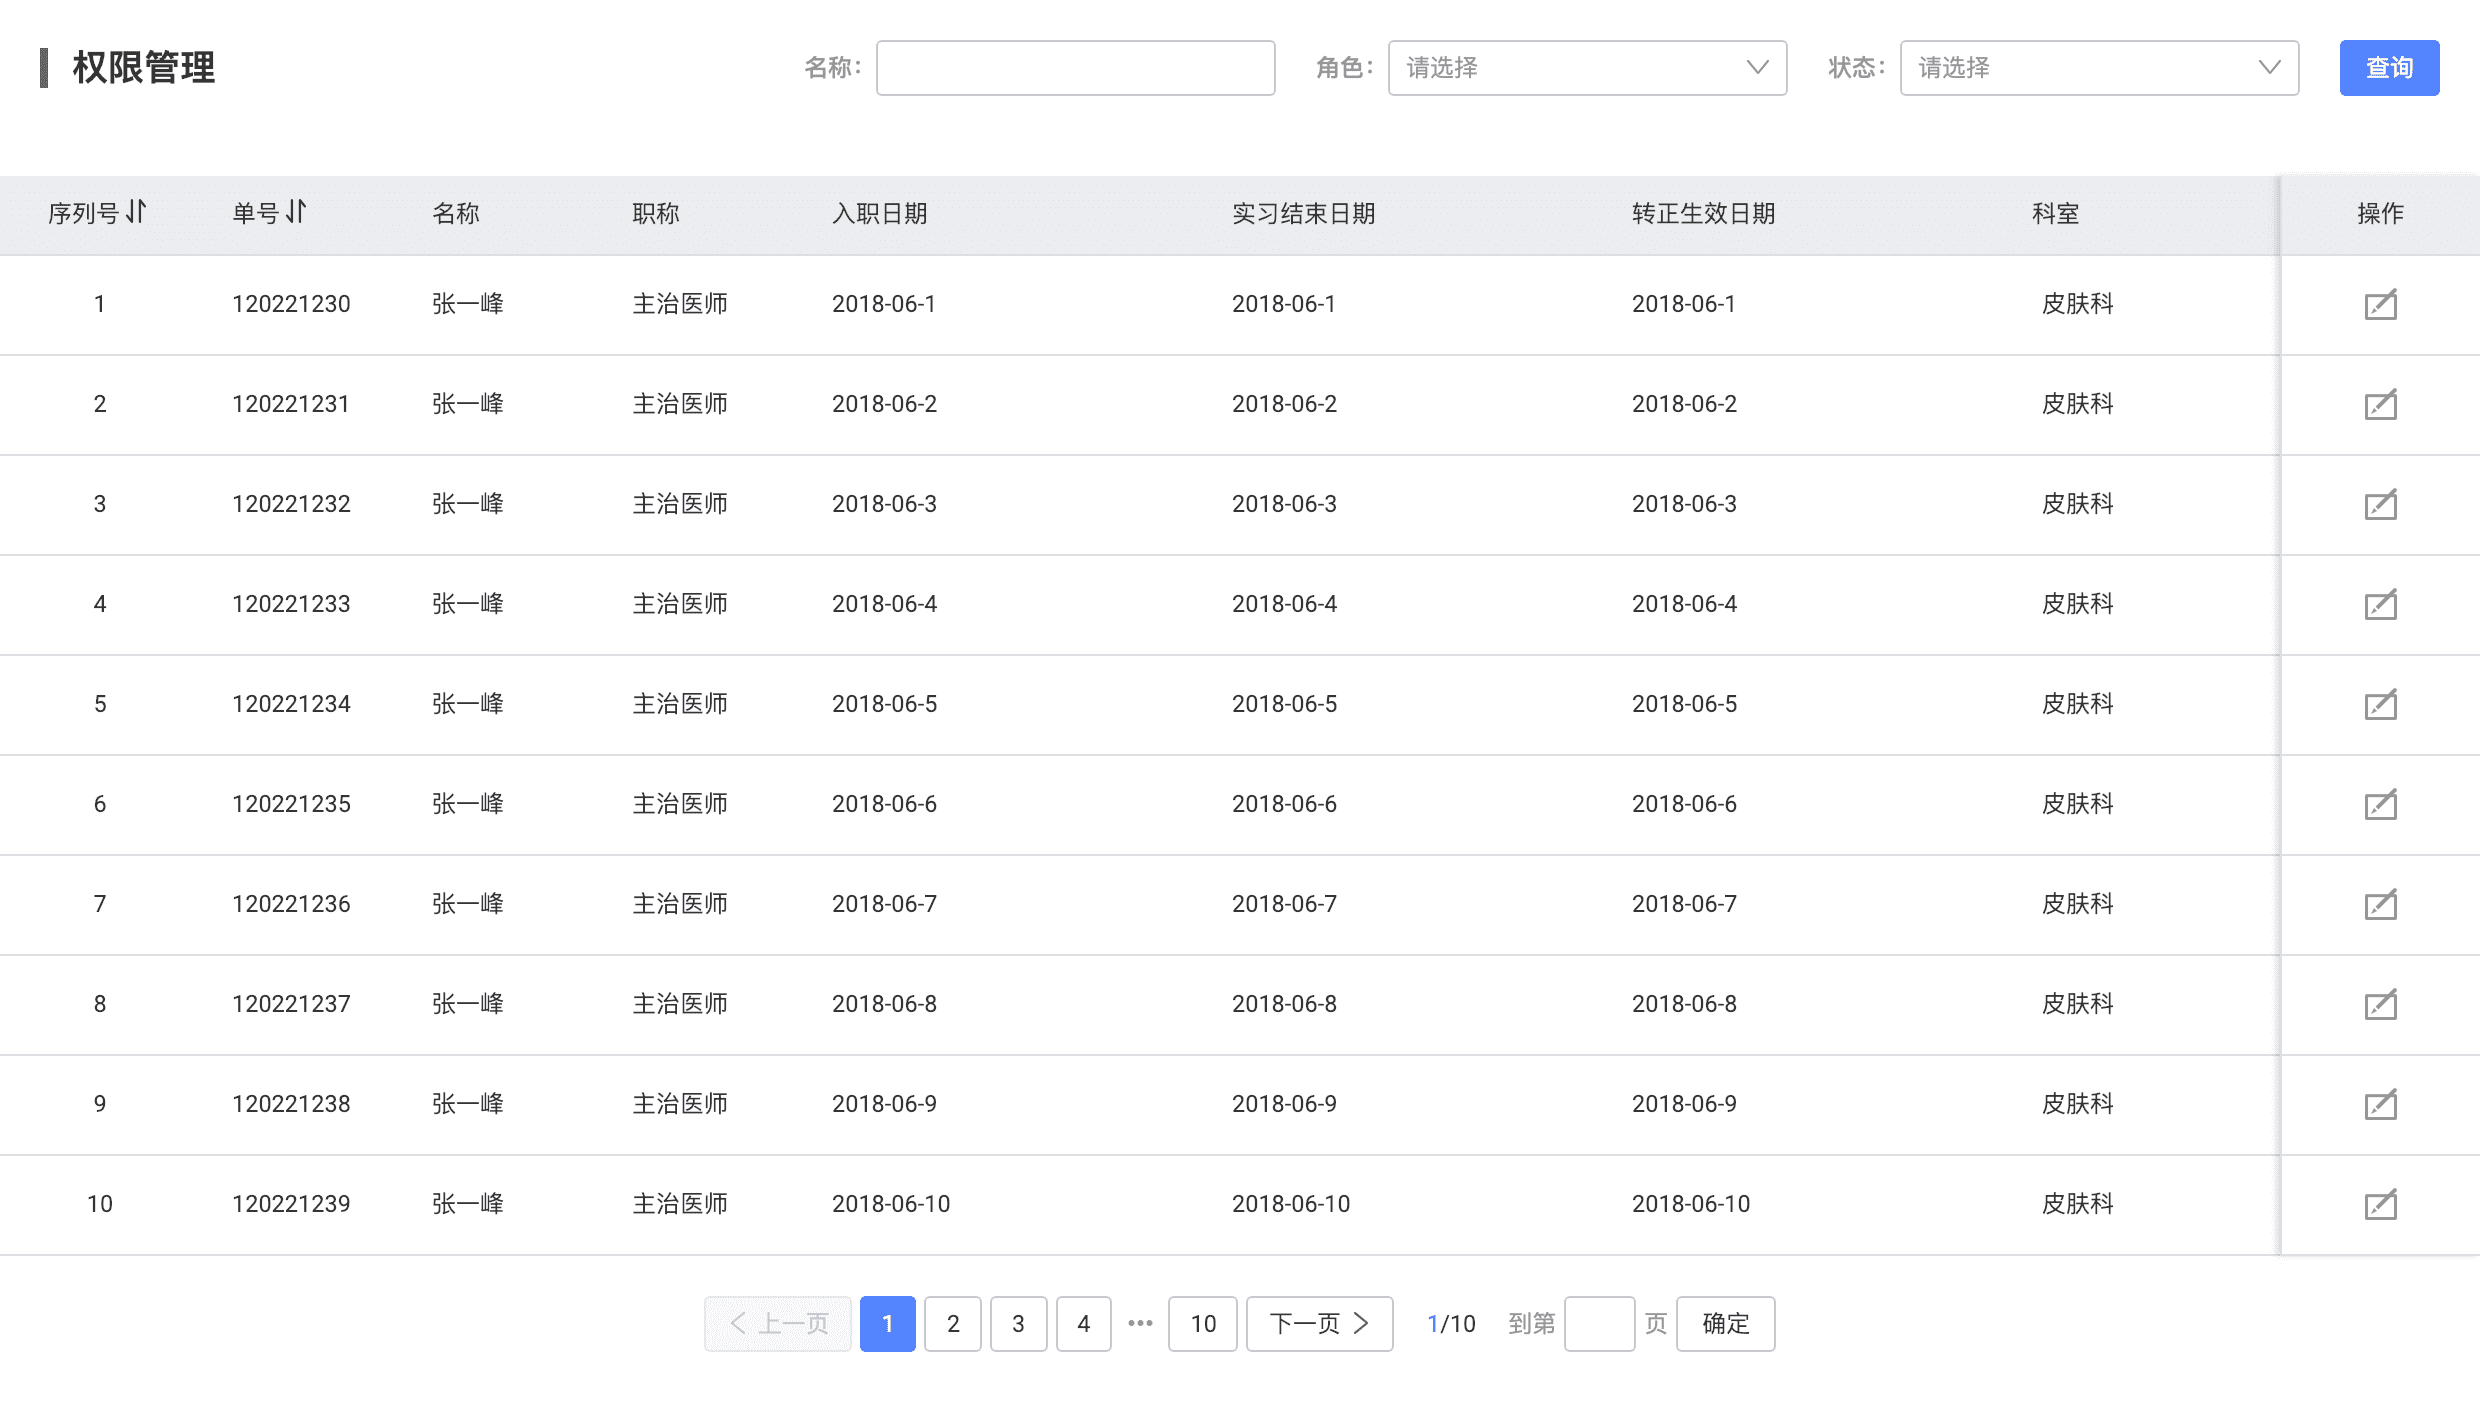 权限管理 名称： 角色： 请选择 状态： 请选择 查询
序列号 单号 名称 职称 入职日期 实习结束日期 转正生效日期 科室 操作
1 120221230 张一峰 主治医师 2018-06-1 2018-06-1 2018-06-1 皮肤科
2 120221231 张一峰 主治医师 2018-06-2 2018-06-2 2018-06-2 皮肤科
3 120221232 张一峰 主治医师 2018-06-3 2018-06-3 2018-06-3 皮肤科
4 120221233 张一峰 主治医师 2018-06-4 2018-06-4 2018-06-4 皮肤科
5 120221234 张一峰 主治医师 2018-06-5 2018-06-5 2018-06-5 皮肤科
6 120221235 张一峰 主治医师 2018-06-6 2018-06-6 2018-06-6 皮肤科
7 120221236 张一峰 主治医师 2018-06-7 2018-06-7 2018-06-7 皮肤科
8 120221237 张一峰 主治医师 2018-06-8 2018-06-8 2018-06-8 皮肤科
9 120221238 张一峰 主治医师 2018-06-9 2018-06-9 2018-06-9 皮肤科
10 120221239 张一峰 主治医师 2018-06-10 2018-06-10 2018-06-10 皮肤科
上一页 1 2 3 4 ••• 10 下一页 1/10 到第 页 确定